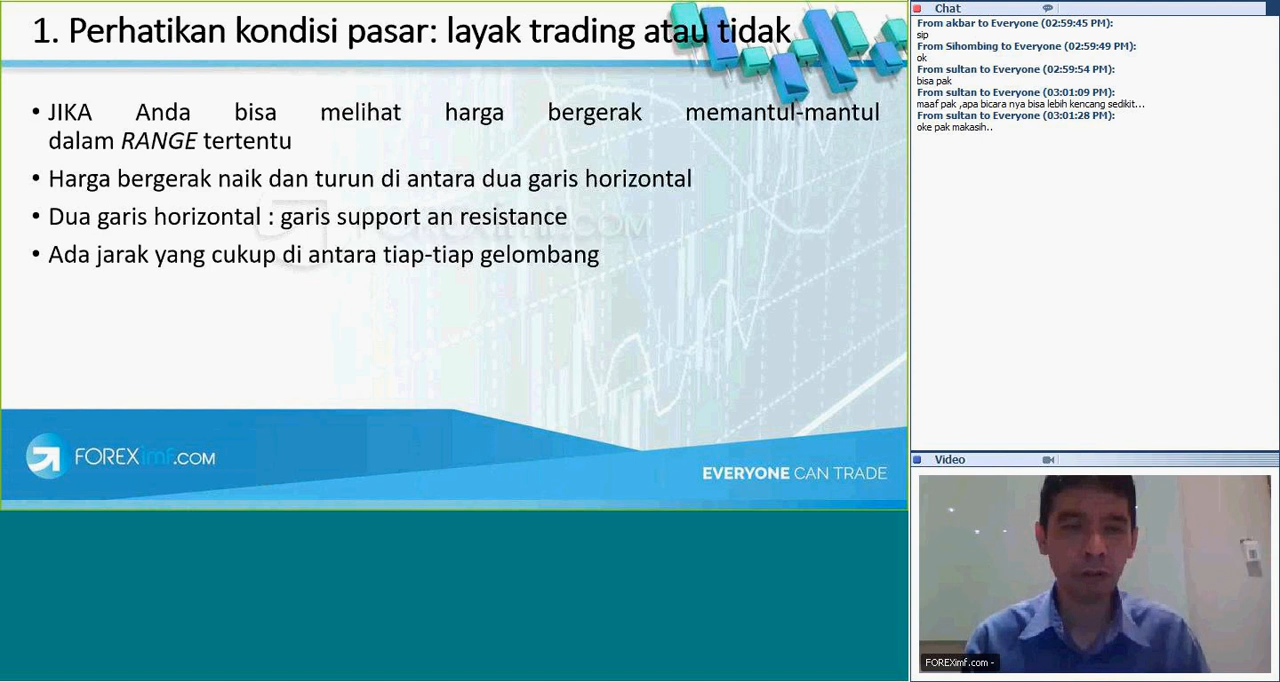 1. Perhatikan kondisi pasar: layak trading atau tidak
• JIKA Anda bisa melihat harga bergerak memantul-mantul
dalam RANGE tertentu
• Harga bergerak naik dan turun di antara dua garis horizontal
• Dua garis horizontal : garis support an resistance
• Ada jarak yang cukup di antara tiap-tiap gelombang
FOREXimf.COM
FOREXimf.COM
EVERYONE CAN TRADE
Chat
From akbar to Everyone (02:59:45 PM):
sip
From Sihombing to Everyone (02:59:49 PM):
ok
From sultan to Everyone (02:59:54 PM):
bisa pak
From sultan to Everyone (03:01:09 PM):
maaf pak ,apa bicara nya bisa lebih kencang sedikit...
From sultan to Everyone (03:01:28 PM):
oke pak makasih..
Video
FOREXimf.com -